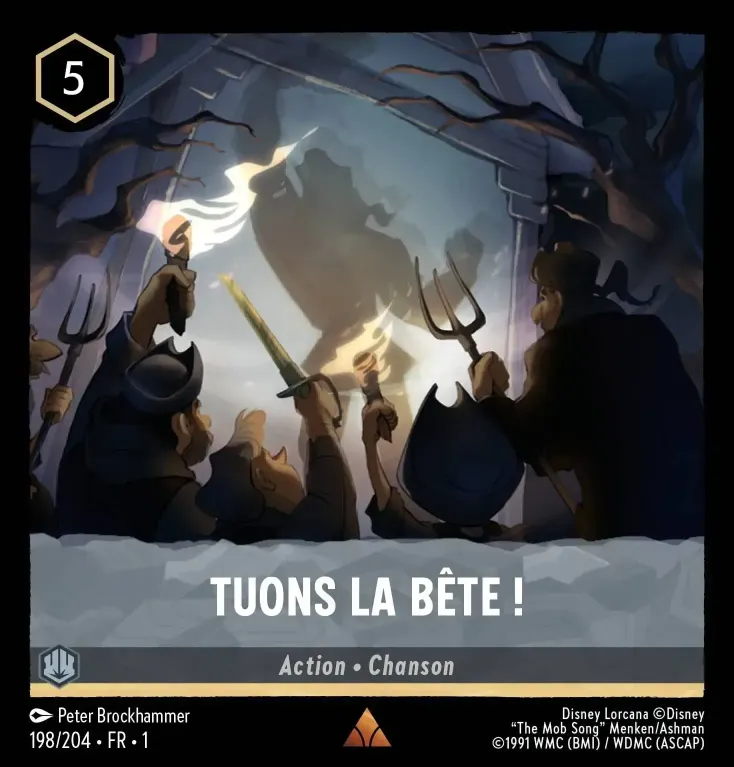 5
TUONS LA BÊTE !
Action • Chanson
Peter Brockhammer
198/204 • FR • 1
Disney Lorcana ©Disney
“The Mob Song” Menken/Ashman
©1991 WMC (BMI) / WDMC (ASCAP)